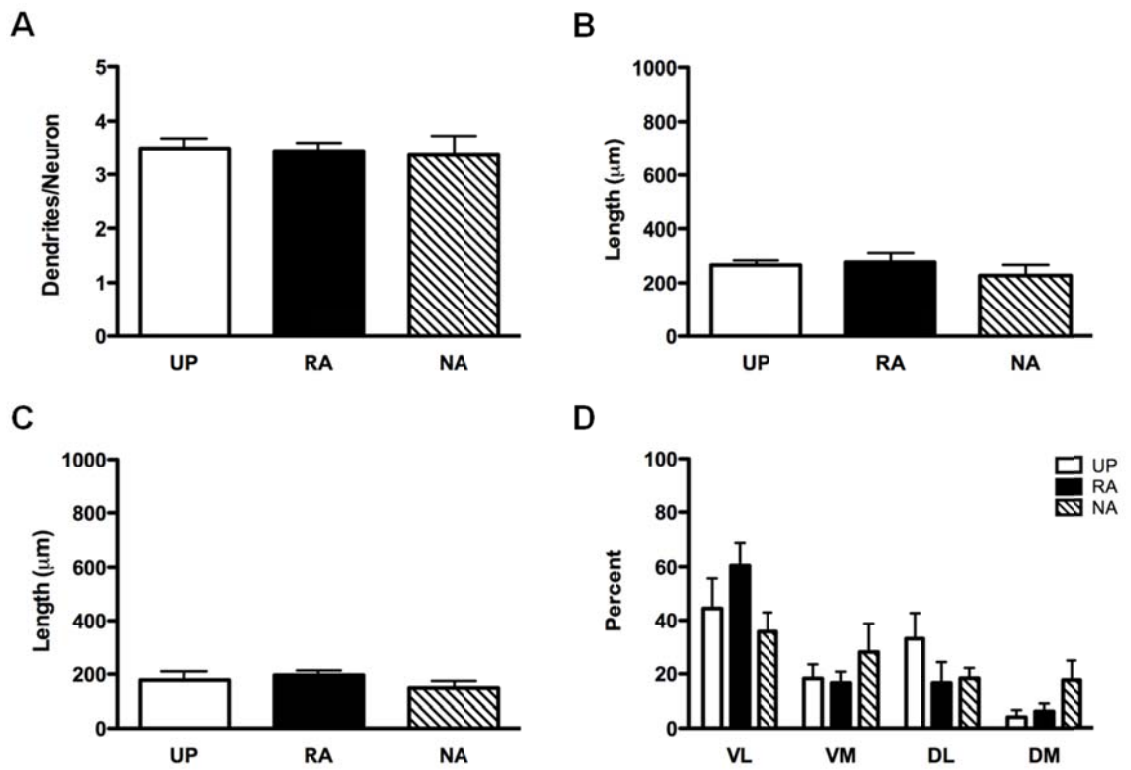 A
Dendrites/Neuron
5
4
3
2
1
0
UP RA NA
B
Length (μm)
1000
800
600
400
200
0
UP RA NA
C
Length (μm)
1000
800
600
400
200
0
UP RA NA
D
Percent
100
80
60
40
20
0
VL VM DL DM
UP
RA
NA